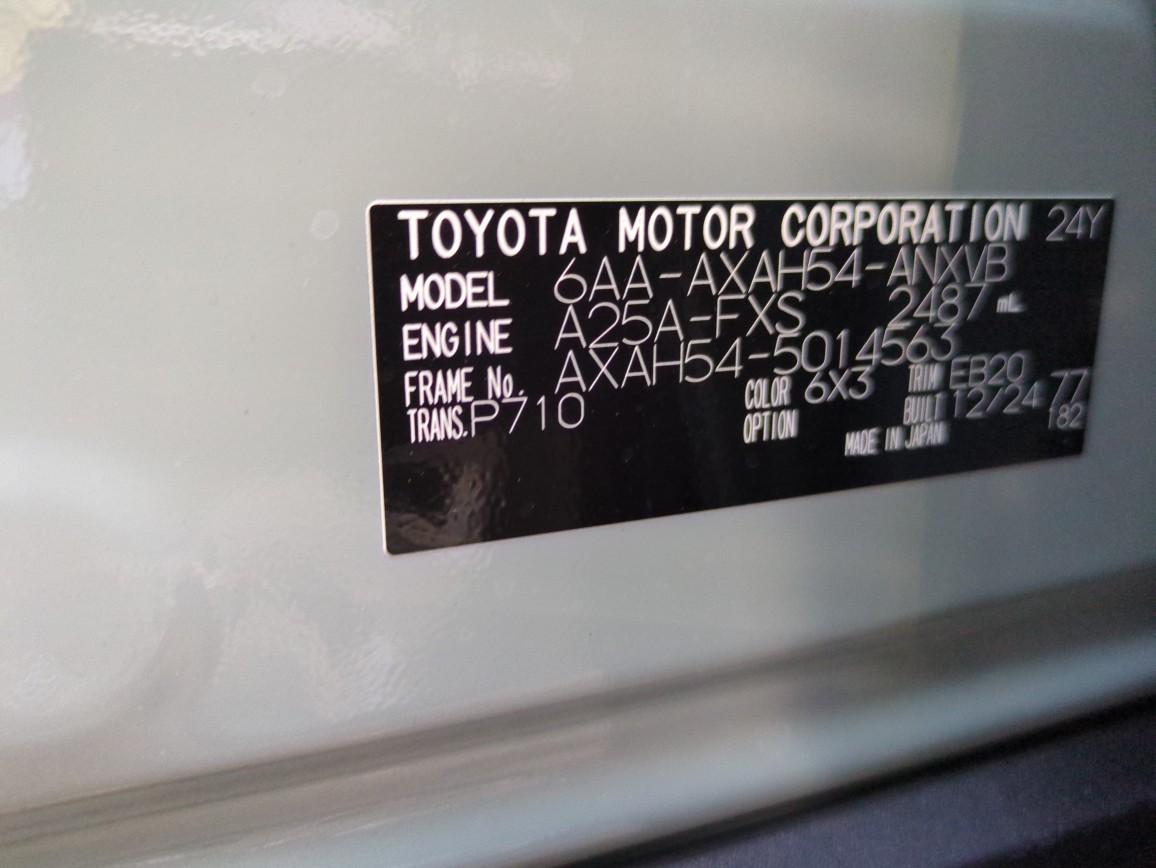 TOYOTA MOTOR CORPORATION 24Y
MODEL 6AA-AXAH54-ANXVB
ENGINE A25A-FXS 2487 mL
FRAME No. AXAH54-5014563
COLOR 6X3 TRIM EB20 77
TRANS. P710 OPTION BUILT 12/24 182
MADE IN JAPAN